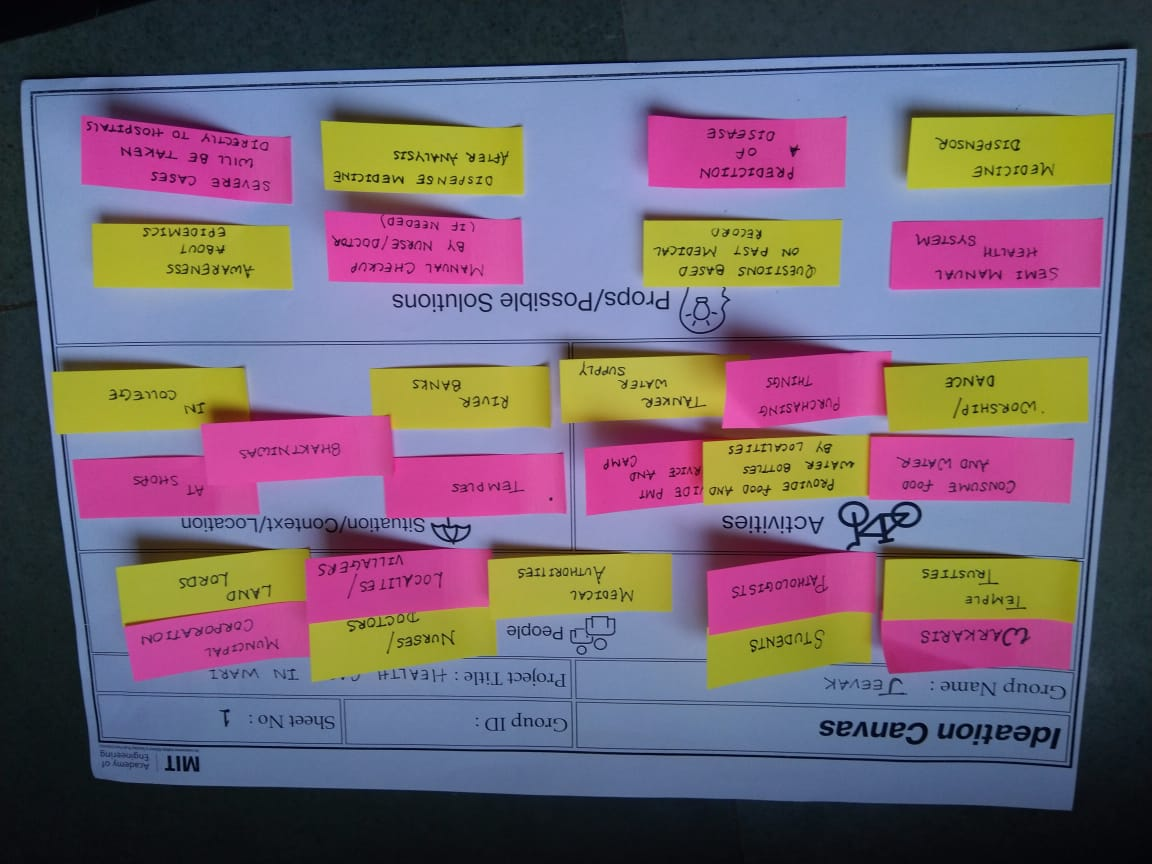 MIT
Academy of
Engineering
Ideation Canvas
Group ID :
Sheet No : 1
Group Name : JEEVAK
Project Title : HEALTH
IN WARI
People
WARKARIS
STUDENTS
NURSES/
DOCTORS
MUNCIPAL
CORPORATION
TEMPLE
TRUSTIES
PATHOLOGISTS
MEDICAL
AUTHORITIES
LOCALITIES/
VILLAGERS
LAND
LORDS
Activities
CONSUME FOOD
AND WATER
PROVIDE FOOD AND
WATER BOTTLES
BY LOCALITIES
PMT
AND
CAMP
WORSHIP/
DANCE
PURCHASING
THINGS
TANKER
WATER
SUPPLY
Situation/Context/Location
TEMPLES
BHAKTNIWAS
AT SHOPS
RIVER
BANKS
IN
COLLEGE
Props/Possible Solutions
SEMI MANUAL
HEALTH
SYSTEM
QUESTIONS BASED
ON PAST MEDICAL
RECORD
MANUAL CHECKUP
BY NURSE/DOCTOR
(IF NEEDED)
AWARENESS
ABOUT
EPIDEMICS
MEDICINE
DISPENSOR
PREDICTION
OF A
DISEASE
DISPENSE MEDICINE
AFTER ANALYSIS
SEVERE CASES
WILL BE TAKEN
DIRECTLY TO HOSPITALS